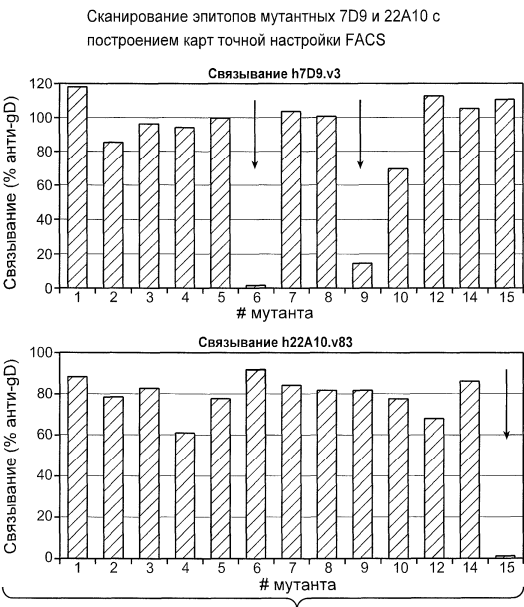 Сканирование эпитопов мутантных 7D9 и 22A10 с
построением карт точной настройки FACS
Связывание h7D9.v3
Связывание (% анти-gD)
120
100
80
60
40
20
0
1 2 3 4 5 6 7 8 9 10 12 14 15
# мутанта
Связывание h22A10.v83
Связывание (% анти-gD)
100
80
60
40
20
0
1 2 3 4 5 6 7 8 9 10 12 14 15
# мутанта